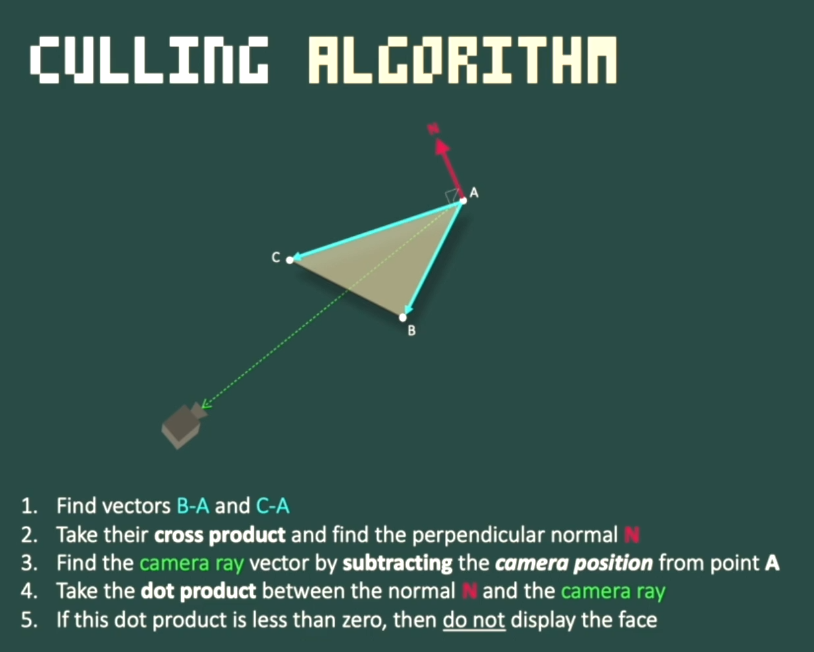 CULLING ALGORITHM
N
A
C
B
1. Find vectors B-A and C-A
2. Take their cross product and find the perpendicular normal N
3. Find the camera ray vector by subtracting the camera position from point A
4. Take the dot product between the normal N and the camera ray
5. If this dot product is less than zero, then do not display the face